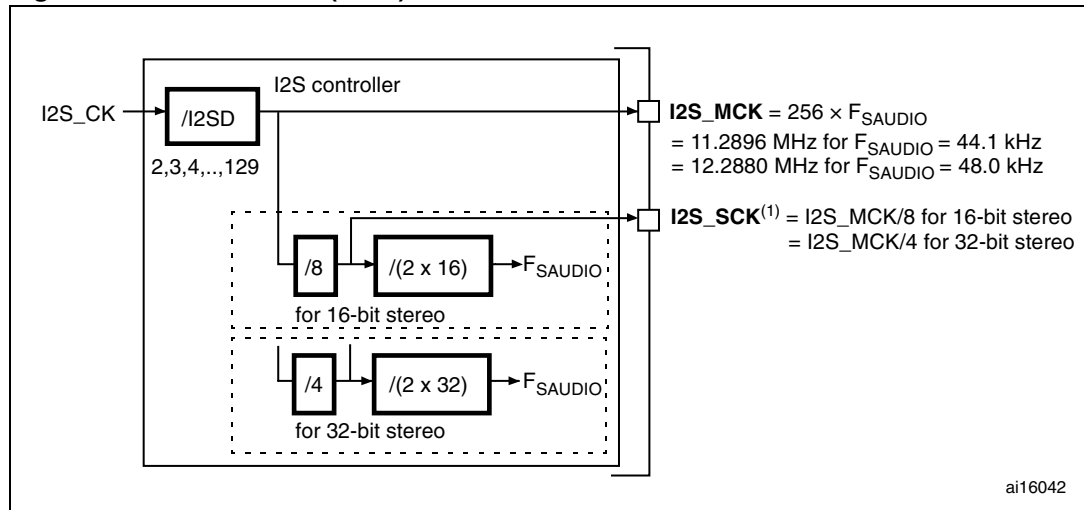 I2S controller
I2S_CK
/I2SD
2,3,4,..,129
I2S_MCK = 256 × FSAUDIO
= 11.2896 MHz for FSAUDIO = 44.1 kHz
= 12.2880 MHz for FSAUDIO = 48.0 kHz
I2S_SCK(1) = I2S_MCK/8 for 16-bit stereo
= I2S_MCK/4 for 32-bit stereo
/8
/(2 x 16)
FSAUDIO
for 16-bit stereo
/4
/(2 x 32)
FSAUDIO
for 32-bit stereo
ai16042